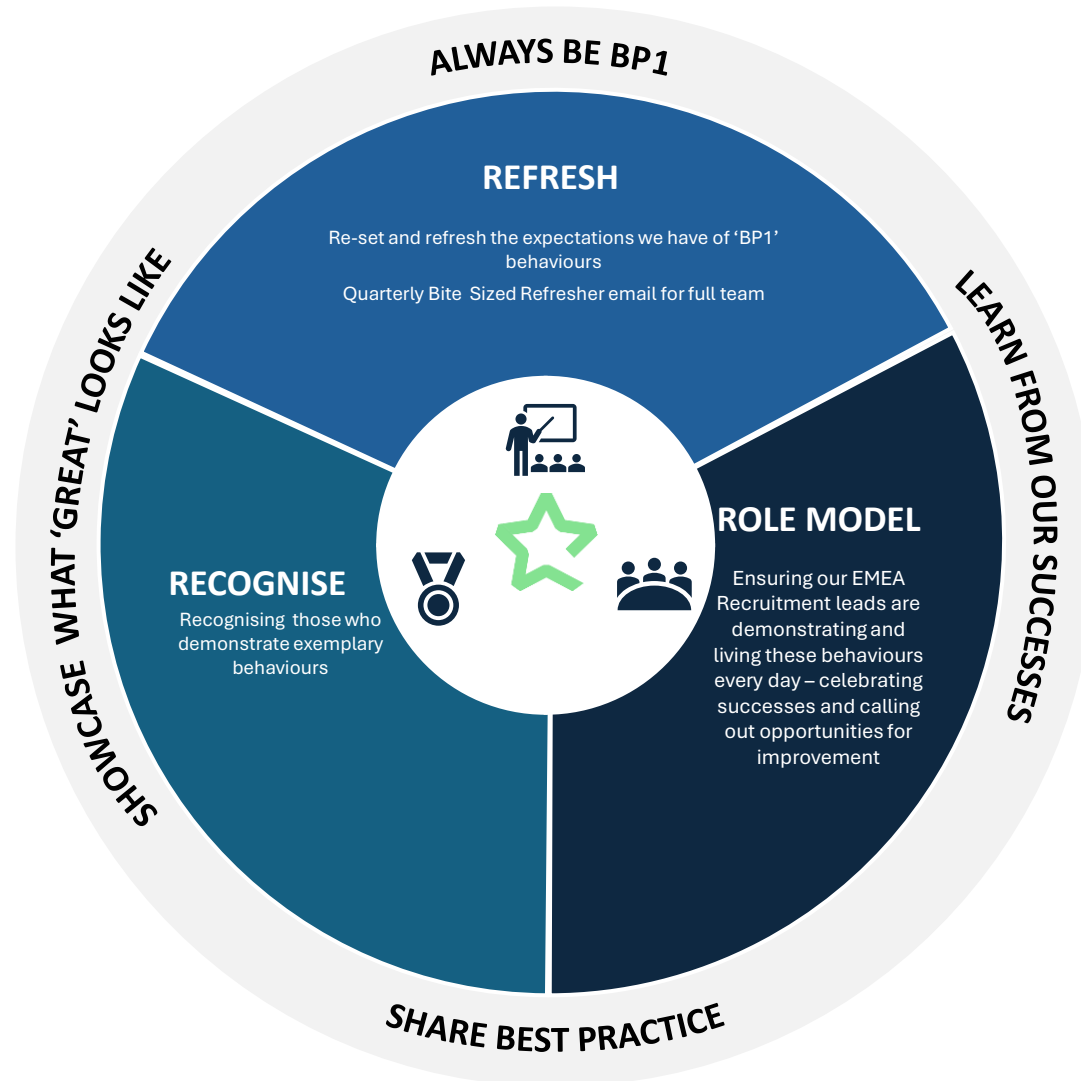 ALWAYS BE BP1
REFRESH
Re-set and refresh the expectations we have of ‘BP1’
behaviours
Quarterly Bite Sized Refresher email for full team
LEARN FROM OUR SUCCESSES
ROLE MODEL
Ensuring our EMEA
Recruitment leads are
demonstrating and
living these behaviours
every day – celebrating
successes and calling
out opportunities for
improvement
SHARE BEST PRACTICE
RECOGNISE
Recognising those who
demonstrate exemplary
behaviours
SHOWCASE WHAT ‘GREAT’ LOOKS LIKE